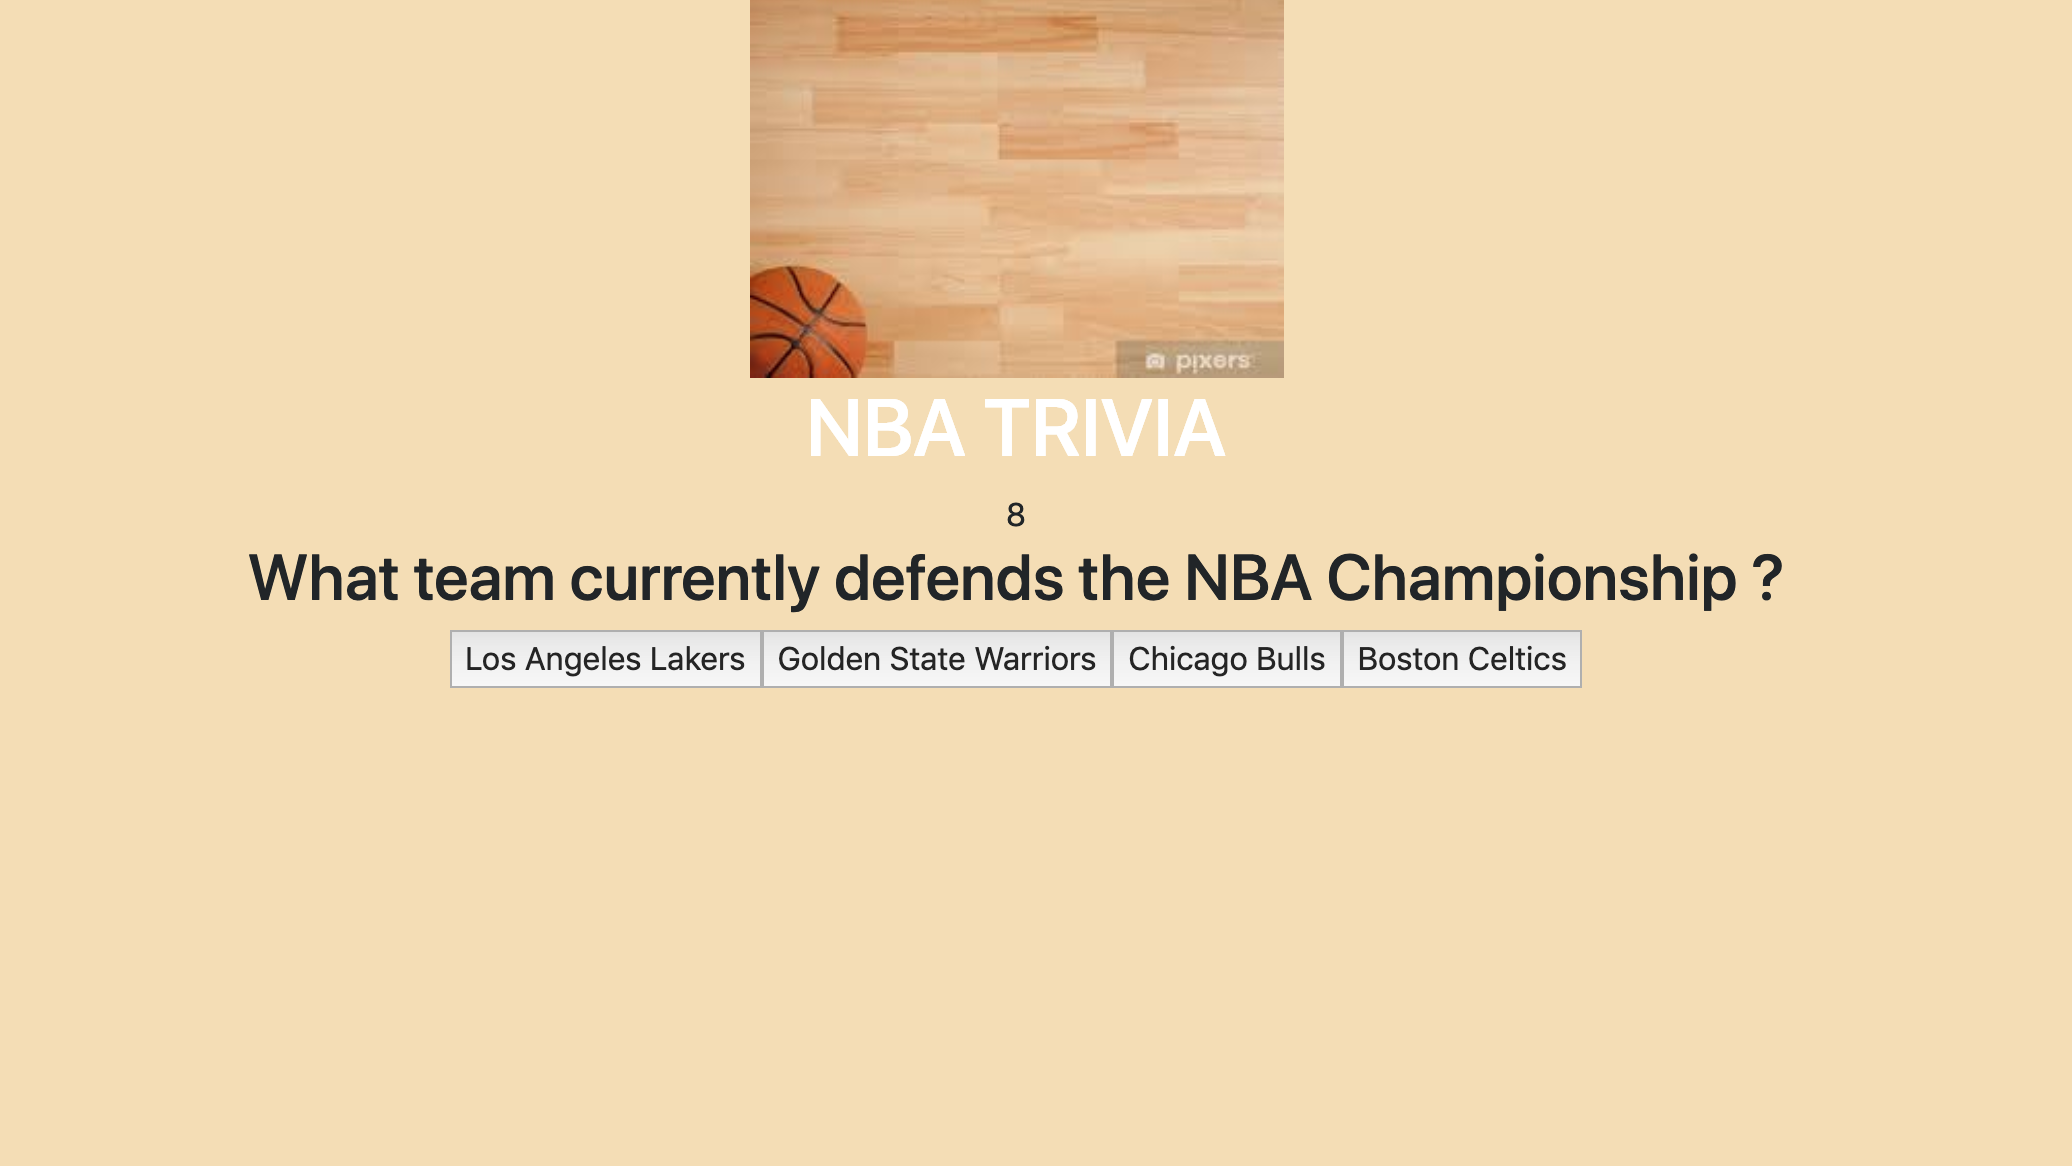 pixers
NBA TRIVIA
8
What team currently defends the NBA Championship ?
Los Angeles Lakers Golden State Warriors Chicago Bulls Boston Celtics